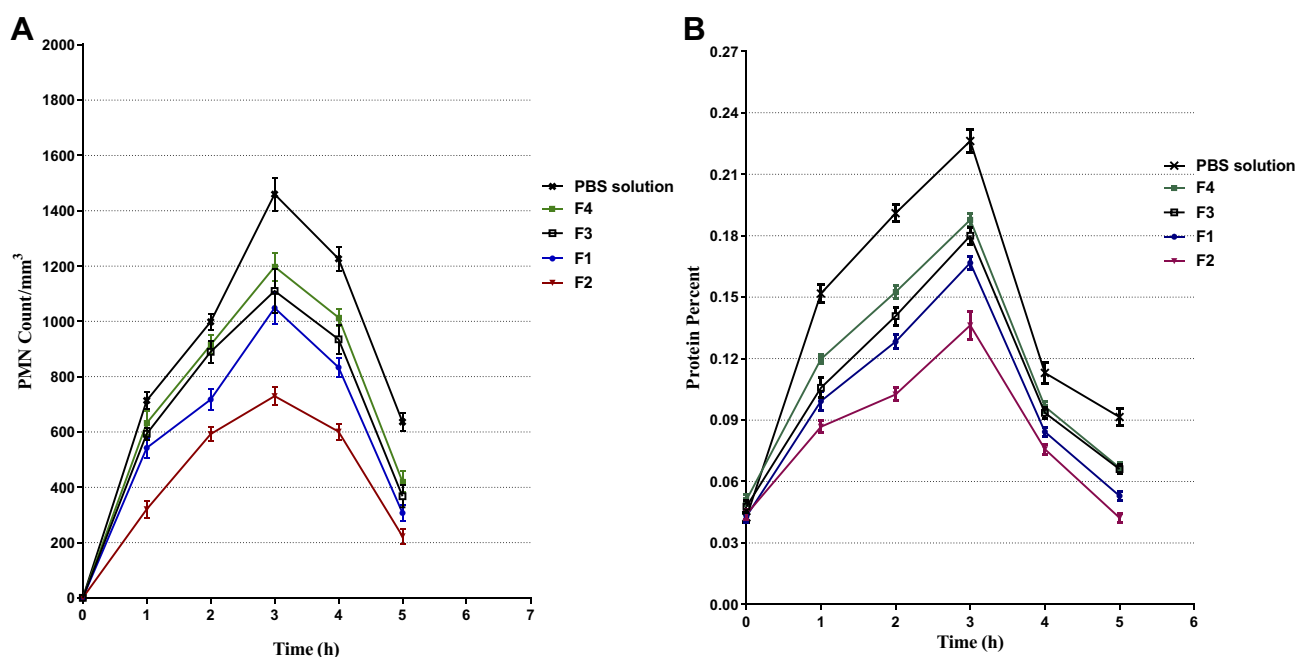 A
PMN Count/mm³
2000
1800
1600
1400
1200
1000
800
600
400
200
0
0 1 2 3 4 5 6 7
Time (h)
PBS solution
F4
F3
F1
F2
B
Protein Percent
0.27
0.24
0.21
0.18
0.15
0.12
0.09
0.06
0.03
0.00
0 1 2 3 4 5 6
Time (h)
PBS solution
F4
F3
F1
F2